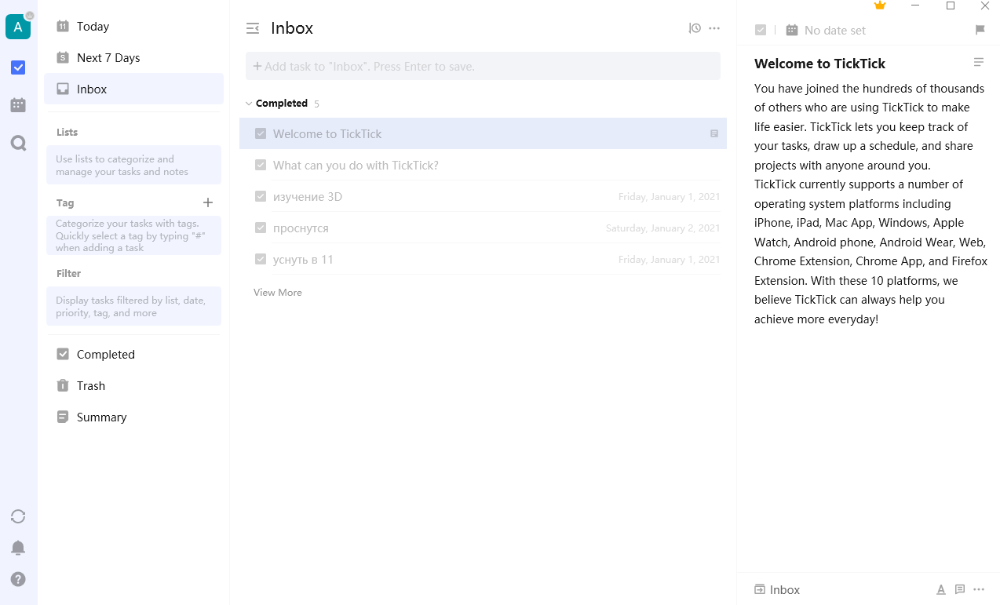 A
11 Today
S Next 7 Days
Inbox
Lists
Use lists to categorize and
manage your tasks and notes
Tag
Categorize your tasks with tags.
Quickly select a tag by typing "#"
when adding a task
Filter
Display tasks filtered by list, date,
priority, tag, and more
Completed
Trash
Summary
Inbox
Add task to "Inbox". Press Enter to save.
Completed 5
Welcome to TickTick
What can you do with TickTick?
изучение 3D Friday, January 1, 2021
проснутся Saturday, January 2, 2021
уснуть в 11 Friday, January 1, 2021
View More
No date set
Welcome to TickTick
You have joined the hundreds of thousands
of others who are using TickTick to make
life easier. TickTick lets you keep track of
your tasks, draw up a schedule, and share
projects with anyone around you.
TickTick currently supports a number of
operating system platforms including
iPhone, iPad, Mac App, Windows, Apple
Watch, Android phone, Android Wear, Web,
Chrome Extension, Chrome App, and Firefox
Extension. With these 10 platforms, we
believe TickTick can always help you
achieve more everyday!
Inbox
A